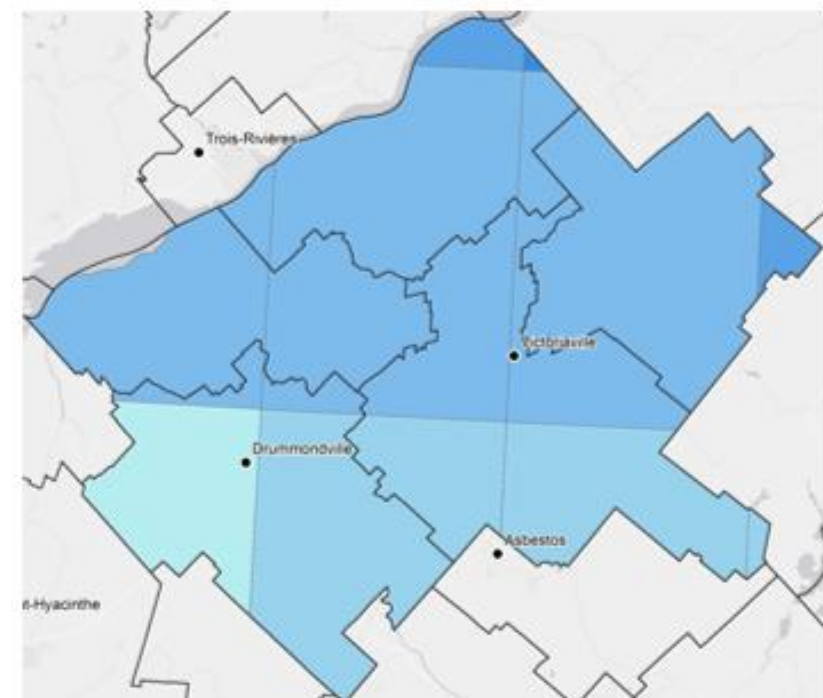 Trois-Rivières
Victoriaville
Drummondville
Asbestos
t-Hyacinthe